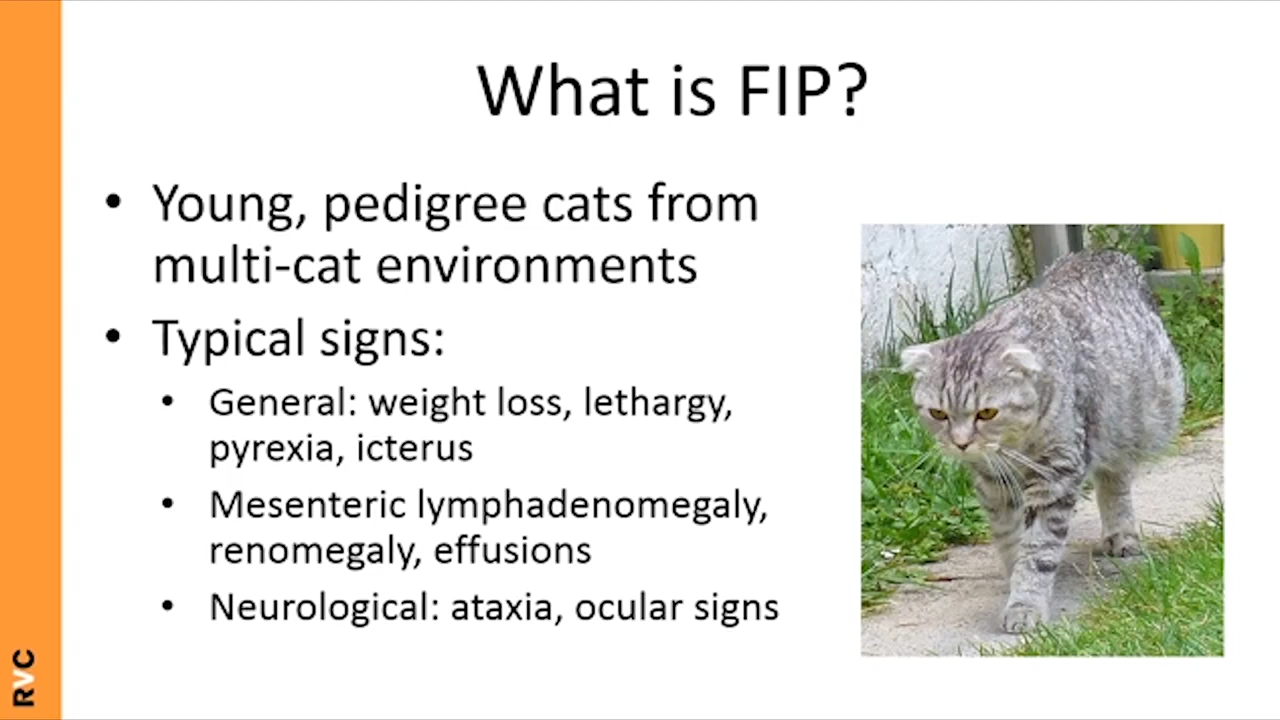 What is FIP?
• Young, pedigree cats from
multi-cat environments
• Typical signs:
• General: weight loss, lethargy,
pyrexia, icterus
• Mesenteric lymphadenomegaly,
renomegaly, effusions
• Neurological: ataxia, ocular signs
RVC